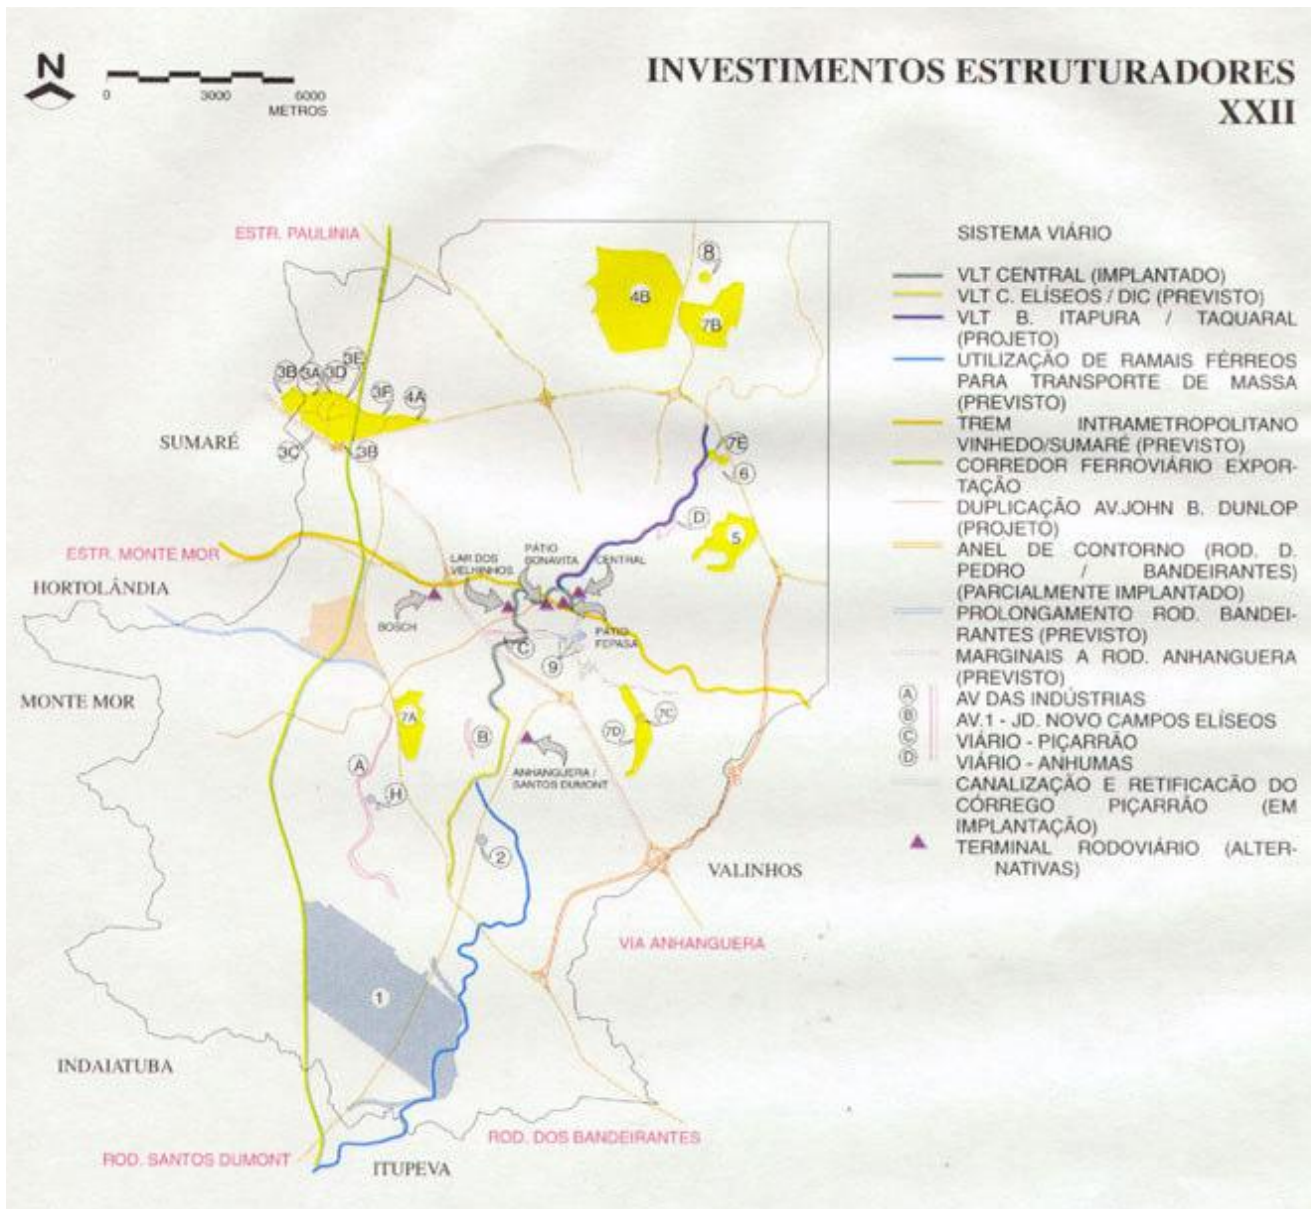 N
0 3000 6000
METROS
INVESTIMENTOS ESTRUTURADORES
XXII
SISTEMA VIÁRIO
VLT CENTRAL (IMPLANTADO)
VLT C. ELÍSEOS / DIC (PREVISTO)
VLT B. ITAPURA / TAQUARAL
(PROJETO)
UTILIZAÇÃO DE RAMAIS FÉRREOS
PARA TRANSPORTE DE MASSA
(PREVISTO)
TREM INTRAMETROPOLITANO
VINHEDO/SUMARÉ (PREVISTO)
CORREDOR FERROVIÁRIO EXPOR-
TAÇÃO
DUPLICAÇÃO AV.JOHN B. DUNLOP
(PROJETO)
ANEL DE CONTORNO (ROD. D.
PEDRO / BANDEIRANTES)
(PARCIALMENTE IMPLANTADO)
PROLONGAMENTO ROD. BANDEI-
RANTES (PREVISTO)
MARGINAIS A ROD. ANHANGUERA
(PREVISTO)
A AV DAS INDÚSTRIAS
B AV.1 - JD. NOVO CAMPOS ELÍSEOS
C VIÁRIO - PIÇARRÃO
D VIÁRIO - ANHUMAS
CANALIZAÇÃO E RETIFICACÃO DO
CÓRREGO PIÇARRÃO (EM
IMPLANTAÇÃO)
TERMINAL RODOVIÁRIO (ALTER-
NATIVAS)
ESTR. PAULINIA
8
4B
7B
3E
3B 3A 3D
3F 4A
SUMARÉ
3C
3B
7E
6
D
5
ESTR. MONTE MOR
LAR DOS
VELHINHOS
PÁTIO
BONAVITA
CENTRAL
HORTOLÂNDIA
BOSCH
PÁTIO
FEPASA
C
9
MONTE MOR
7A
7C
7D
B
A
ANHANGUERA /
SANTOS DUMONT
H
2
VALINHOS
VIA ANHANGUERA
1
INDAIATUBA
ROD. DOS BANDEIRANTES
ROD. SANTOS DUMONT
ITUPEVA